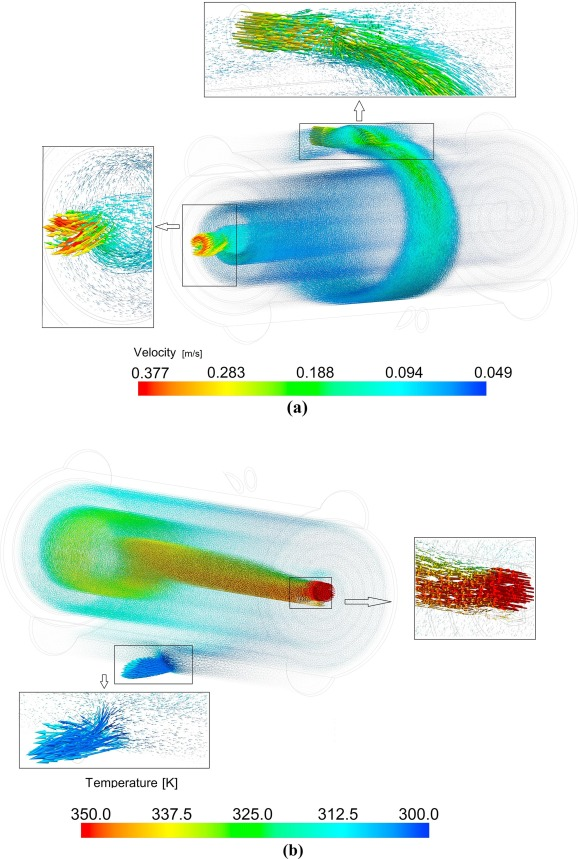 Velocity [m/s]
0.377 0.283 0.188 0.094 0.049
(a)
Temperature [K]
350.0 337.5 325.0 312.5 300.0
(b)